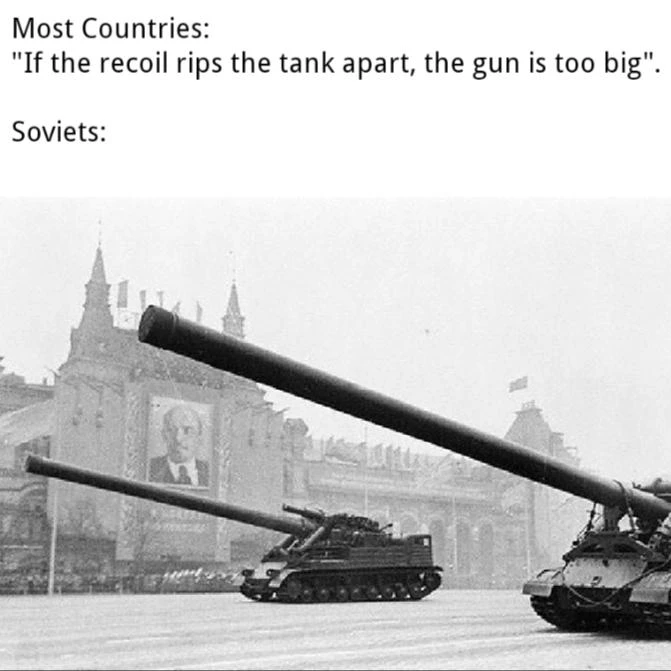 Most Countries:
"If the recoil rips the tank apart, the gun is too big".
Soviets: